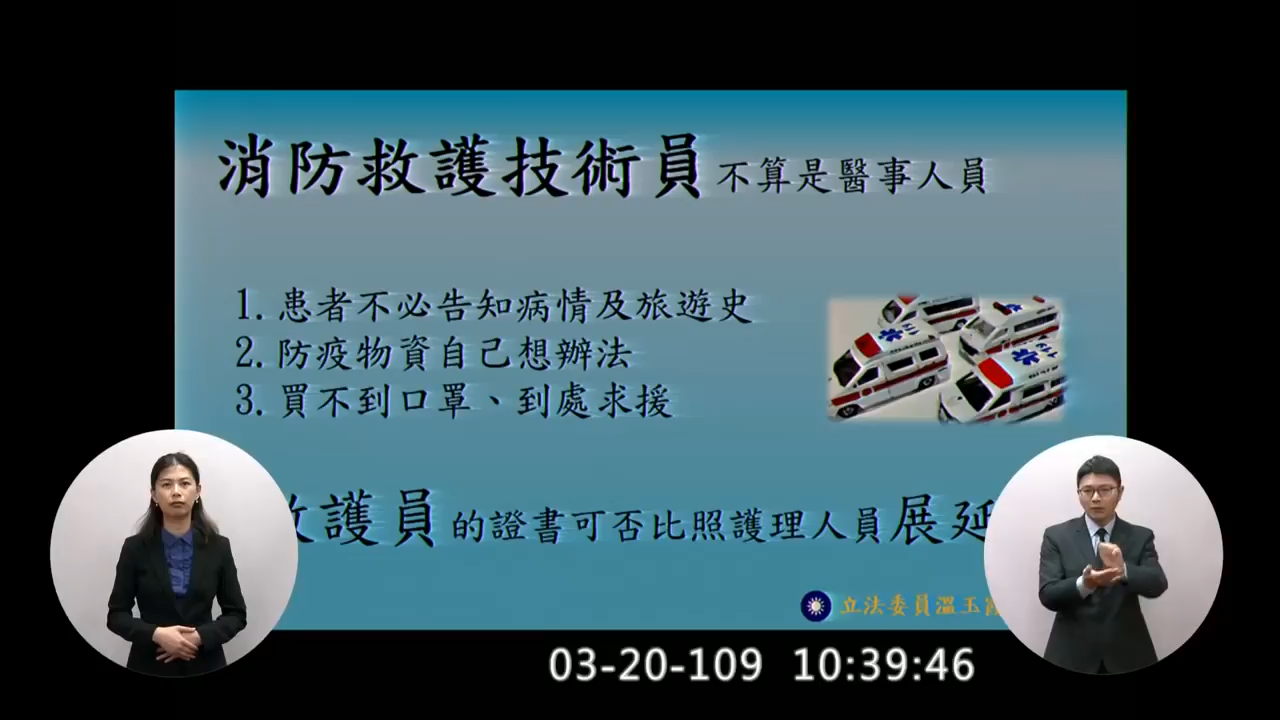 消防救護技術員不算是醫事人員
1.患者不必告知病情及旅遊史
2.防疫物資自己想辦法
3.買不到口罩、到處求援
護員的證書可否比照護理人員展延
立法委員溫玉
03-20-109 10:39:46